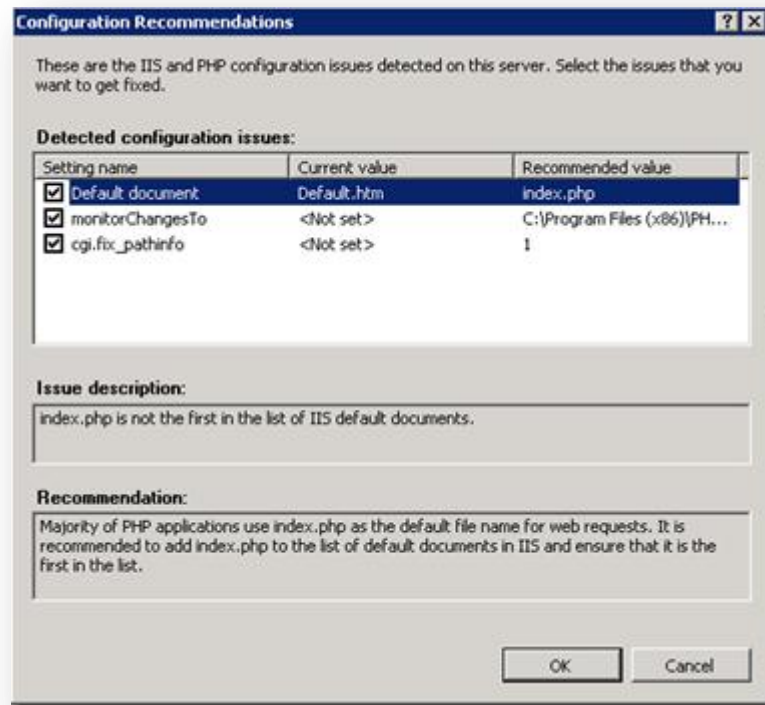 Configuration Recommendations
These are the IIS and PHP configuration issues detected on this server. Select the issues that you
want to get fixed.
Detected configuration issues:
Setting name Current value Recommended value
Default document Default.htm index.php
monitorChangesTo <Not set> C:\Program Files (x86)\PH...
cgi.fix_pathinfo <Not set> 1
Issue description:
index.php is not the first in the list of IIS default documents.
Recommendation:
Majority of PHP applications use index.php as the default file name for web requests. It is
recommended to add index.php to the list of default documents in IIS and ensure that it is the
first in the list.
OK Cancel